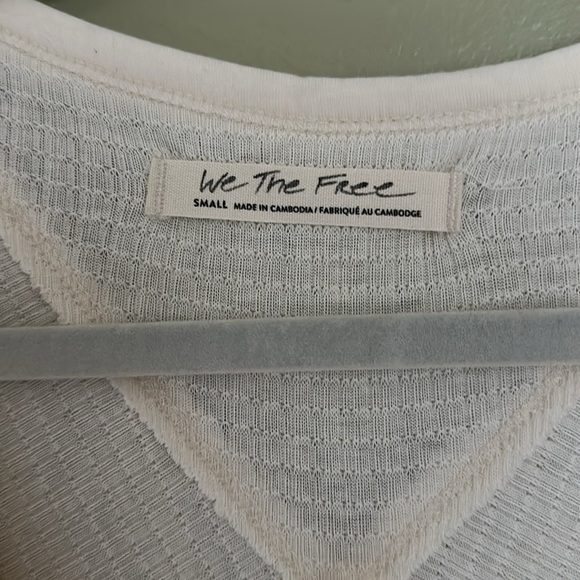 We The Free
SMALL MADE IN CAMBODIA / FABRIQUÉ AU CAMBODGE